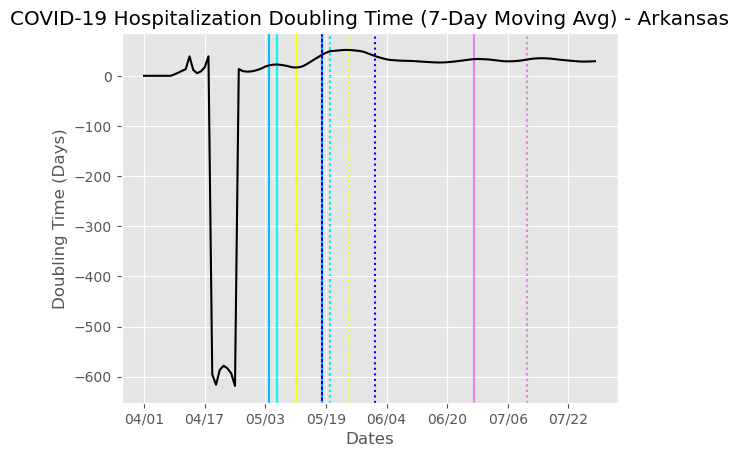 COVID-19 Hospitalization Doubling Time (7-Day Moving Avg) - Arkansas
Doubling Time (Days)
0
−100
−200
−300
−400
−500
−600
04/01 04/17 05/03 05/19 06/04 06/20 07/06 07/22
Dates